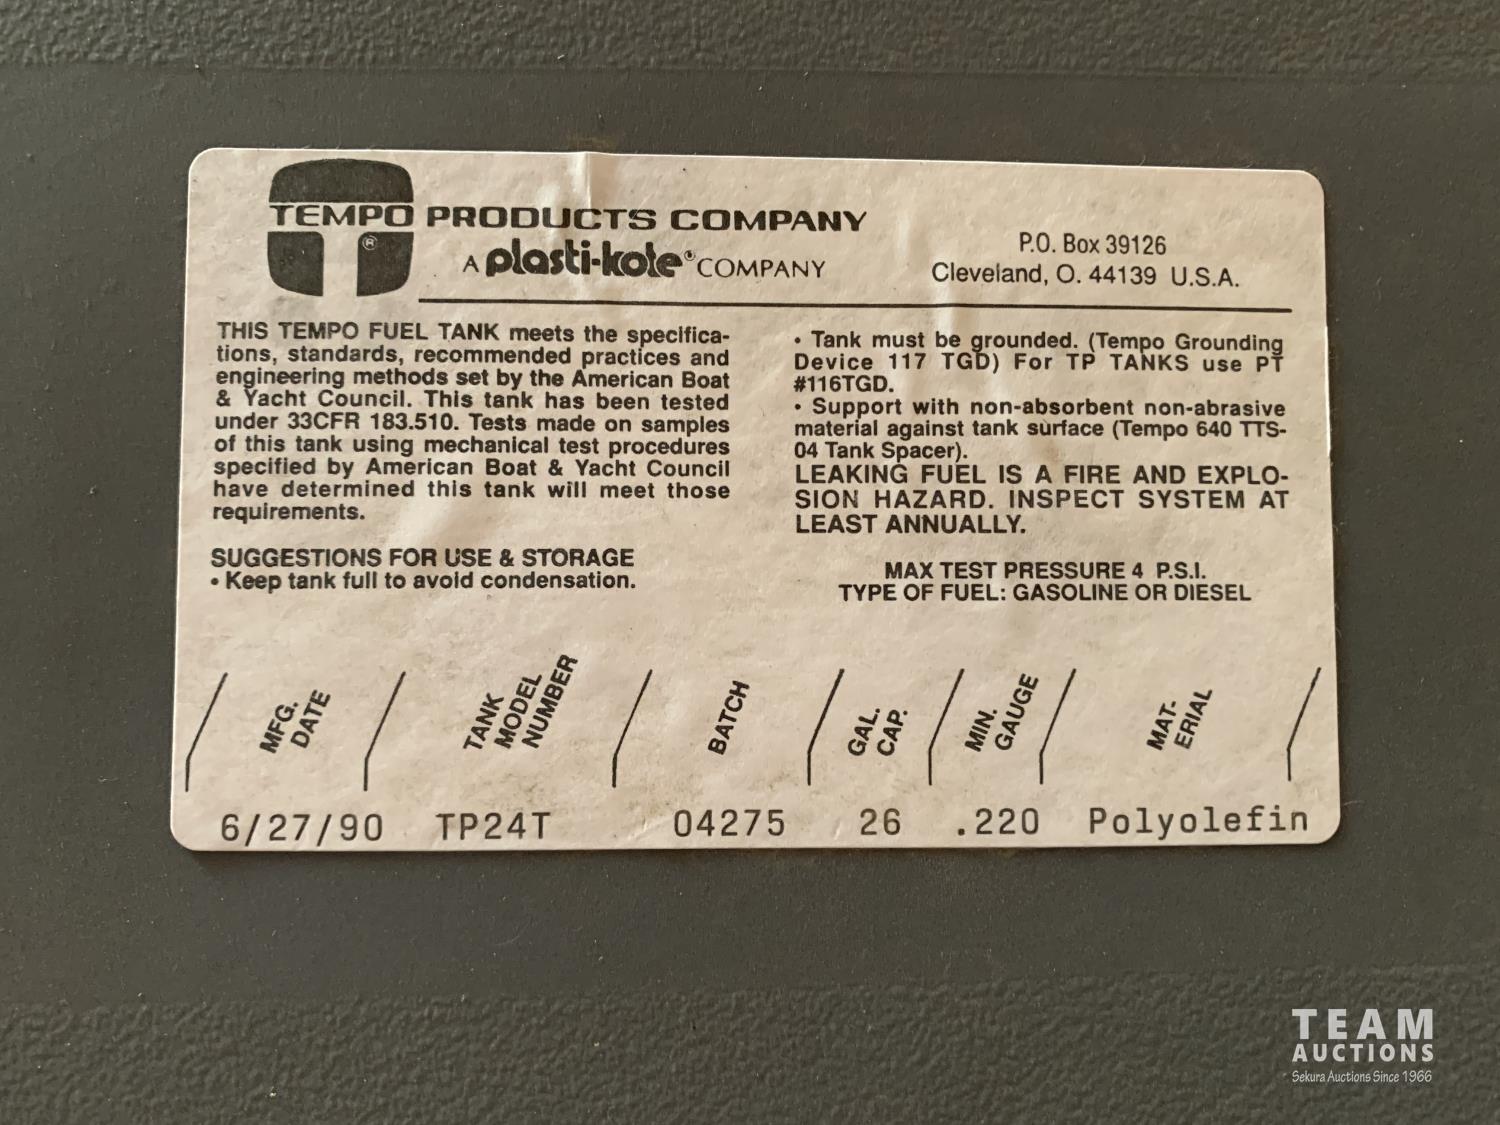 TEMPO PRODUCTS COMPANY
®
A plasti-kote® COMPANY
P.O. Box 39126
Cleveland, O. 44139 U.S.A.
THIS TEMPO FUEL TANK meets the specifica-
tions, standards, recommended practices and
engineering methods set by the American Boat
& Yacht Council. This tank has been tested
under 33CFR 183.510. Tests made on samples
of this tank using mechanical test procedures
specified by American Boat & Yacht Council
have determined this tank will meet those
requirements.
SUGGESTIONS FOR USE & STORAGE
• Keep tank full to avoid condensation.
• Tank must be grounded. (Tempo Grounding
Device 117 TGD) For TP TANKS use PT
#116TGD.
• Support with non-absorbent non-abrasive
material against tank surface (Tempo 640 TTS-
04 Tank Spacer).
LEAKING FUEL IS A FIRE AND EXPLO-
SION HAZARD. INSPECT SYSTEM AT
LEAST ANNUALLY.
MAX TEST PRESSURE 4 P.S.I.
TYPE OF FUEL: GASOLINE OR DIESEL
MFG.
DATE
TANK
MODEL
NUMBER
BATCH
GAL.
CAP.
MIN.
GAUGE
MAT-
ERIAL
6/27/90 TP24T 04275 26 .220 Polyolefin
TEAM
AUCTIONS
Sekura Auctions Since 1966